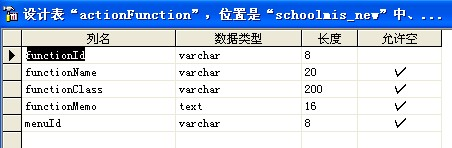 设计表“actionFunction”，位置是“schoolmis_new”中、...
列名 数据类型 长度 允许空
functionId varchar 8
functionName varchar 20
functionClass varchar 200
functionMemo text 16
menuId varchar 8